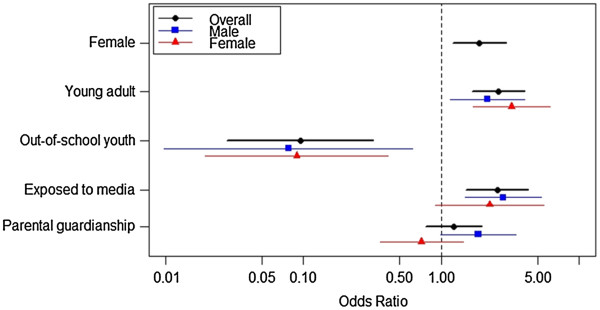 Overall
Male
Female
Female
Young adult
Out-of-school youth
Exposed to media
Parental guardianship
0.01 0.05 0.10 0.50 1.00 5.00
Odds Ratio